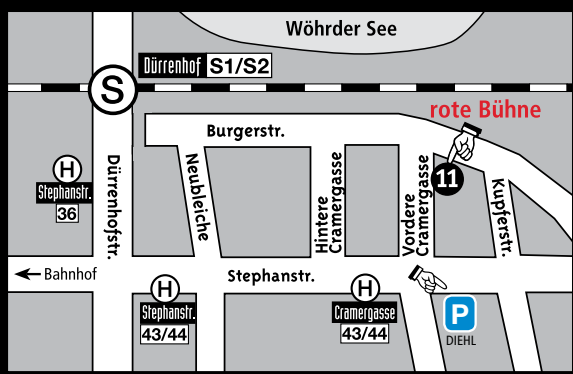 Wöhrder See
Dürrenhof S1/S2
S
rote Bühne
Burgerstr.
H
Stephanstr.
36
Dürrenhofstr.
Neubleiche
Hintere
Cramergasse
Vordere
Cramergasse
11
Kupferstr.
Bahnhof
Stephanstr.
H
Stephanstr.
43/44
H
Cramergasse
43/44
P
DIEHL